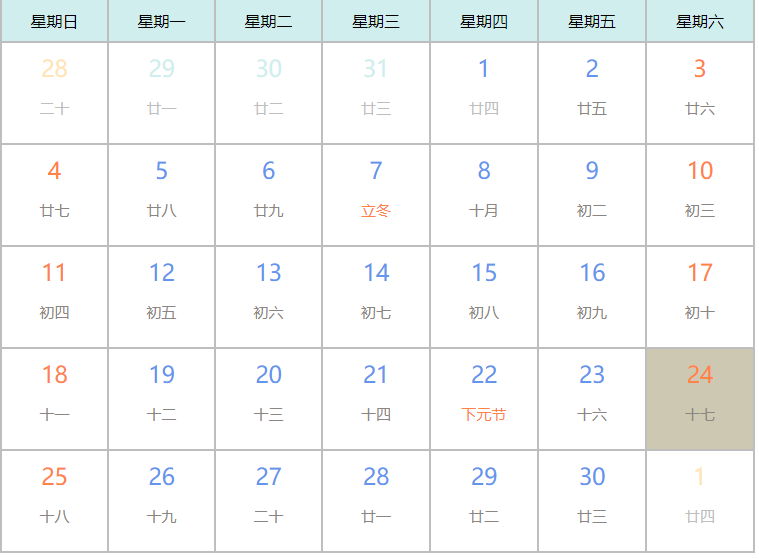 星期日 星期一 星期二 星期三 星期四 星期五 星期六
28 29 30 31 1 2 3
二十 廿一 廿二 廿三 廿四 廿五 廿六
4 5 6 7 8 9 10
廿七 廿八 廿九 立冬 十月 初二 初三
11 12 13 14 15 16 17
初四 初五 初六 初七 初八 初九 初十
18 19 20 21 22 23 24
十一 十二 十三 十四 下元节 十六 十七
25 26 27 28 29 30 1
十八 十九 二十 廿一 廿二 廿三 廿四